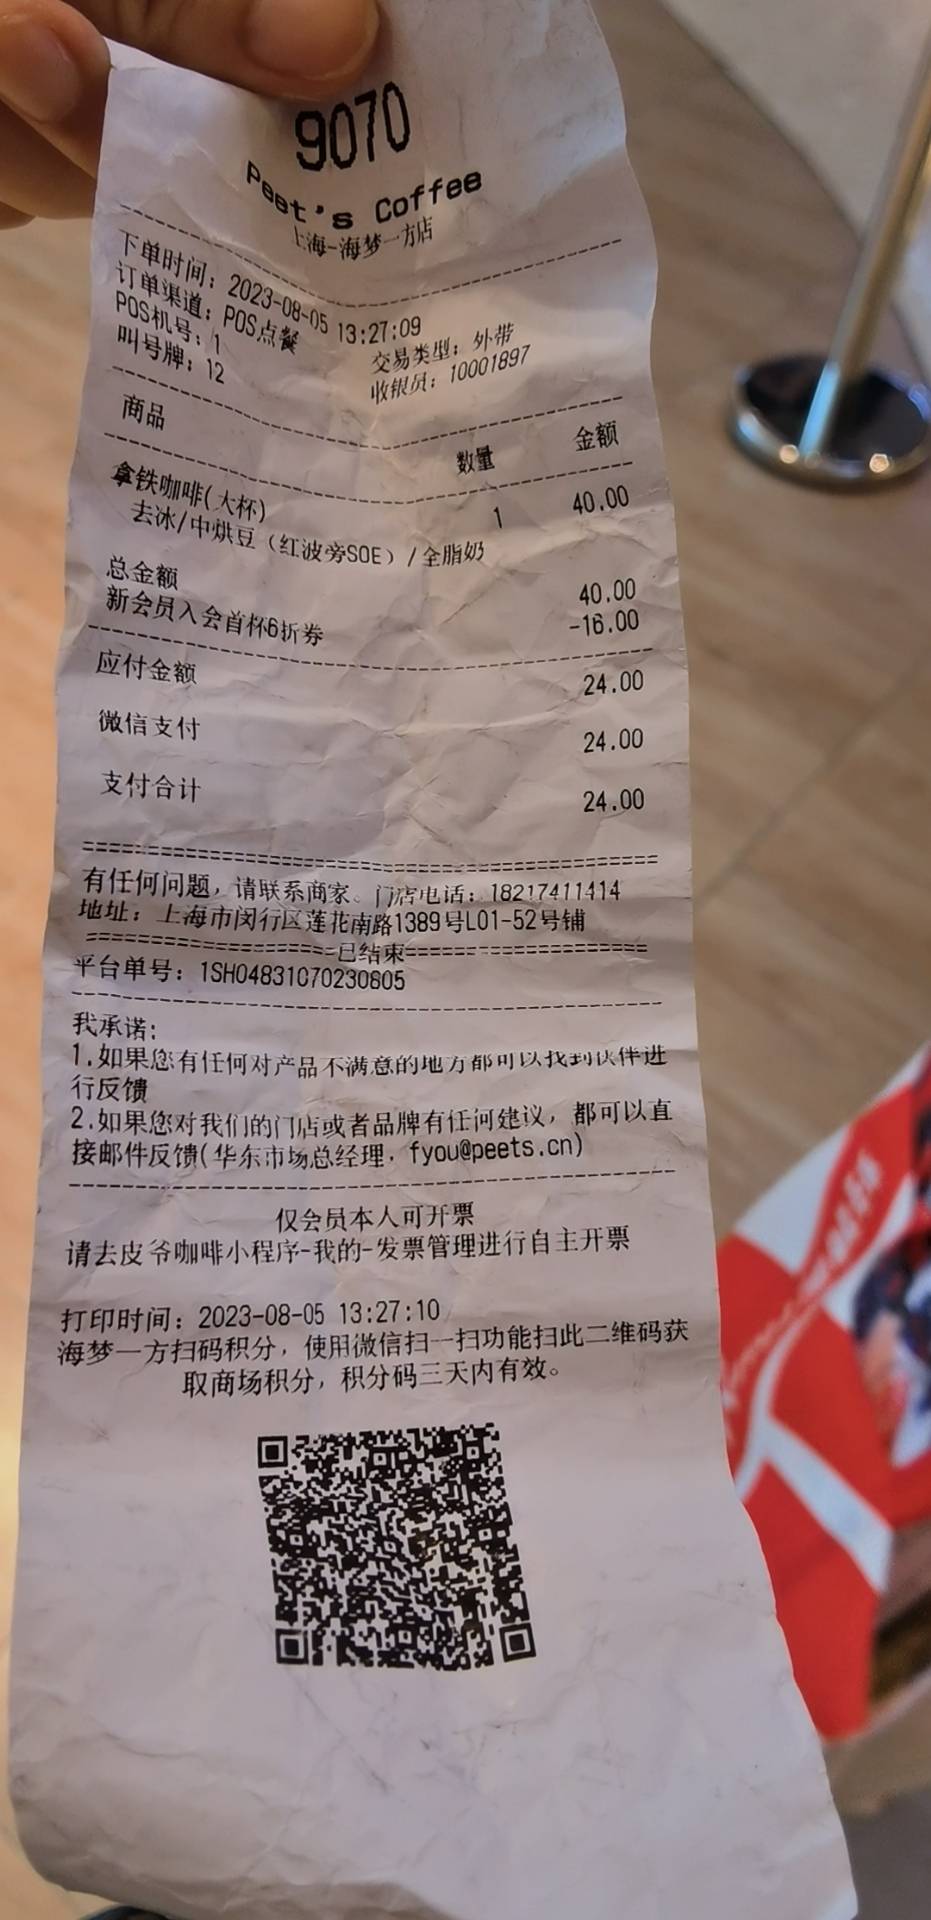 9070
Peet's Coffee
上海-海梦一方店
下单时间：2023-08-05 13:27:09
订单渠道：POS点餐 交易类型：外带
POS机号：1 收银员：10001897
叫号牌：12
商品 数量 金额
拿铁咖啡(大杯) 1 40.00
去冰/中烘豆（红波旁SOE）/全脂奶
总金额 40.00
新会员入会首杯6折券 -16.00
应付金额 24.00
微信支付 24.00
支付合计 24.00
有任何问题，请联系商家。门店电话：18217411414
地址：上海市闵行区莲花南路1389号L01-52号铺
已结束
平台单号：1SH04831070230805
我承诺:
1.如果您有任何对产品不满意的地方都可以找到伙伴进
行反馈
2.如果您对我们的门店或者品牌有任何建议，都可以直
接邮件反馈(华东市场总经理，fyou@peets.cn)
仅会员本人可开票
请去皮爷咖啡小程序-我的-发票管理进行自主开票
打印时间：2023-08-05 13:27:10
海梦一方扫码积分，使用微信扫一扫功能扫此二维码获
取商场积分，积分码三天内有效。